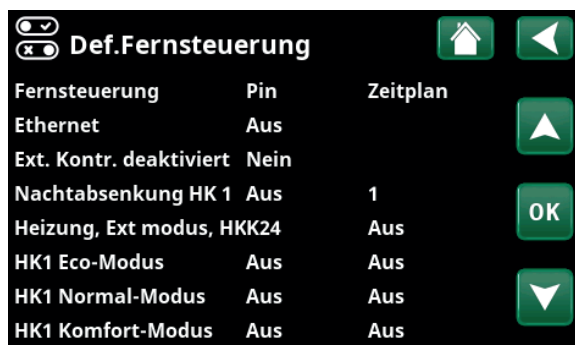 Def.Fernsteuerung
Fernsteuerung Pin Zeitplan
Ethernet Aus
Ext. Kontr. deaktiviert Nein
Nachtabsenkung HK 1 Aus 1
Heizung, Ext modus, HKK24 Aus
HK1 Eco-Modus Aus Aus
HK1 Normal-Modus Aus Aus
HK1 Komfort-Modus Aus Aus
OK